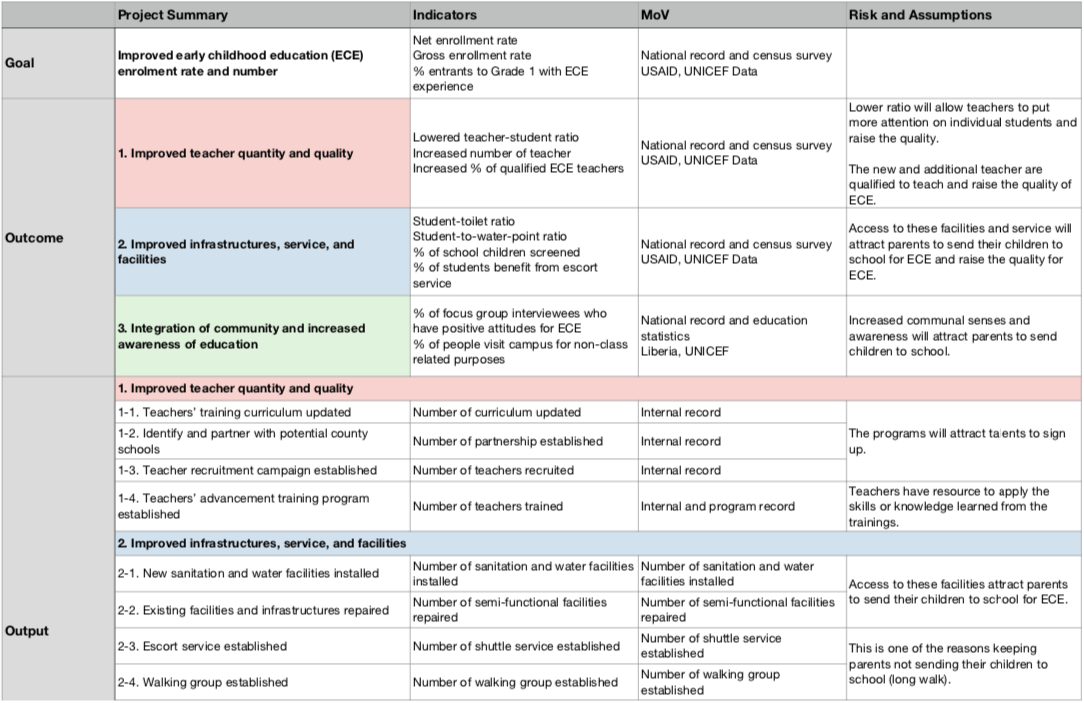 Project Summary Indicators MoV Risk and Assumptions
Goal
Improved early childhood education (ECE)
enrolment rate and number
Net enrollment rate
Gross enrollment rate
% entrants to Grade 1 with ECE
experience
National record and census survey
USAID, UNICEF Data
Outcome
1. Improved teacher quantity and quality
Lowered teacher-student ratio
Increased number of teacher
Increased % of qualified ECE teachers
National record and census survey
USAID, UNICEF Data
Lower ratio will allow teachers to put
more attention on individual students and
raise the quality.
The new and additional teacher are
qualified to teach and raise the quality of
ECE.
2. Improved infrastructures, service, and
facilities
Student-toilet ratio
Student-to-water-point ratio
% of school children screened
% of students benefit from escort
service
National record and census survey
USAID, UNICEF Data
Access to these facilities and service will
attract parents to send their children to
school for ECE and raise the quality for
ECE.
3. Integration of community and increased
awareness of education
% of focus group interviewees who
have positive attitudes for ECE
% of people visit campus for non-class
related purposes
National record and education
statistics
Liberia, UNICEF
Increased communal senses and
awareness will attract parents to send
children to school.
Output
1. Improved teacher quantity and quality
1-1. Teachers' training curriculum updated
Number of curriculum updated
Internal record
1-2. Identify and partner with potential county
schools
Number of partnership established
Internal record
The programs will attract talents to sign
up.
1-3. Teacher recruitment campaign established
Number of teachers recruited
Internal record
1-4. Teachers' advancement training program
established
Number of teachers trained
Internal and program record
Teachers have resource to apply the
skills or knowledge learned from the
trainings.
2. Improved infrastructures, service, and facilities
2-1. New sanitation and water facilities installed
Number of sanitation and water facilities
installed
Number of sanitation and water
facilities installed
Access to these facilities attract parents
to send their children to school for ECE.
2-2. Existing facilities and infrastructures repaired
Number of semi-functional facilities
repaired
Number of semi-functional facilities
repaired
2-3. Escort service established
Number of shuttle service established
Number of shuttle service
established
This is one of the reasons keeping
parents not sending their children to
school (long walk).
2-4. Walking group established
Number of walking group established
Number of walking group
established